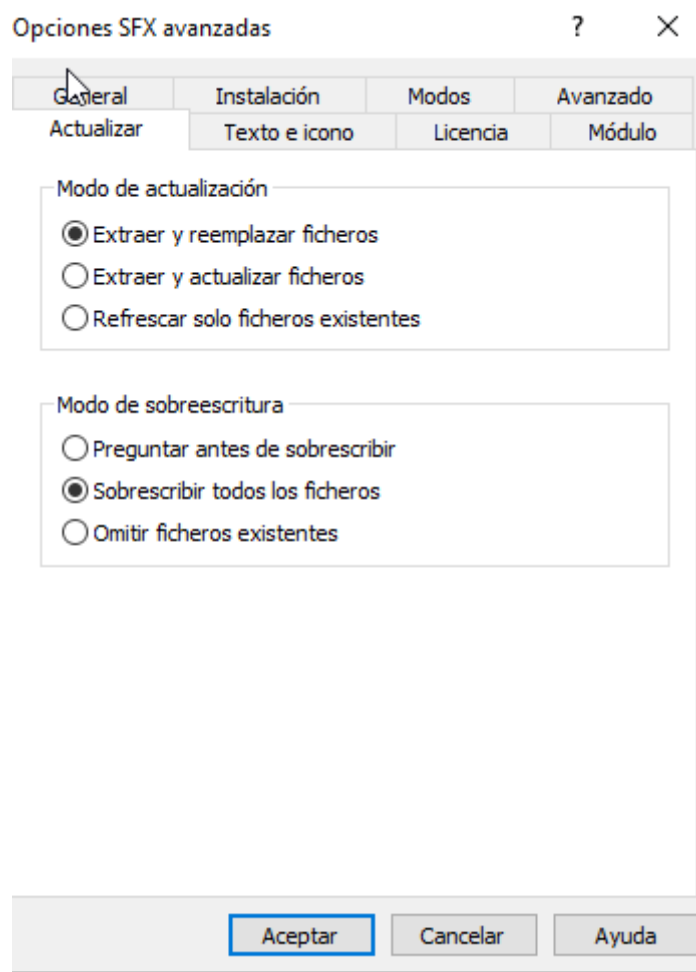 Opciones SFX avanzadas ? ×
General Instalación Modos Avanzado
Actualizar Texto e icono Licencia Módulo
Modo de actualización
Extraer y reemplazar ficheros
Extraer y actualizar ficheros
Refrescar solo ficheros existentes
Modo de sobreescritura
Preguntar antes de sobrescribir
Sobrescribir todos los ficheros
Omitir ficheros existentes
Aceptar Cancelar Ayuda